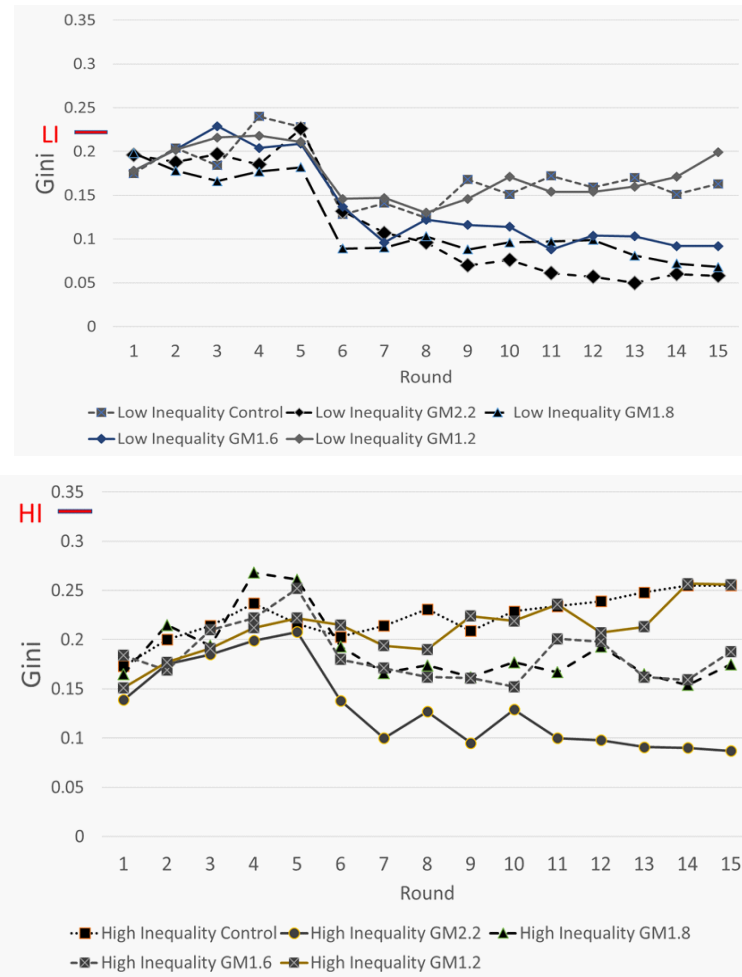 0.35
0.3
0.25
LI
0.2
Gini
0.15
0.1
0.05
0
1 2 3 4 5 6 7 8 9 10 11 12 13 14 15
Round
Low Inequality Control Low Inequality GM2.2 Low Inequality GM1.8
Low Inequality GM1.6 Low Inequality GM1.2
0.35
HI
0.3
0.25
0.2
Gini
0.15
0.1
0.05
0
1 2 3 4 5 6 7 8 9 10 11 12 13 14 15
Round
High Inequality Control High Inequality GM2.2 High Inequality GM1.8
High Inequality GM1.6 High Inequality GM1.2